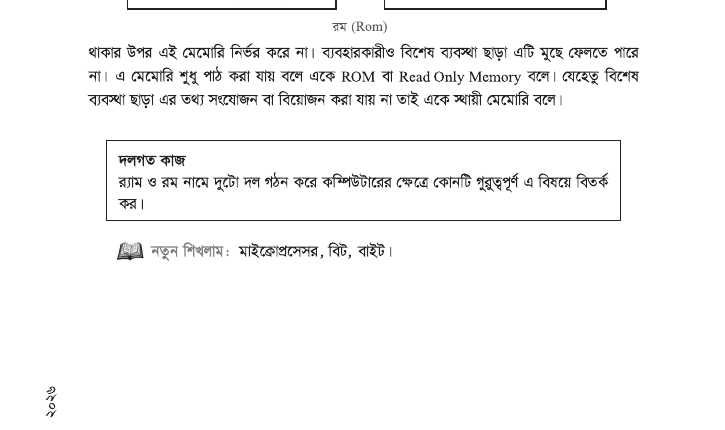 রম (Rom)
থাকার উপর এই মেমোরি নির্ভর করে না। ব্যবহারকারীও বিশেষ ব্যবস্থা ছাড়া এটি মুছে ফেলতে পারে
না। এ মেমোরি শুধু পাঠ করা যায় বলে একে ROM বা Read Only Memory বলে। যেহেতু বিশেষ
ব্যবস্থা ছাড়া এর তথ্য সংযোজন বা বিয়োজন করা যায় না তাই একে স্থায়ী মেমোরি বলে।
দলগত কাজ
র‍্যাম ও রম নামে দুটো দল গঠন করে কম্পিউটারের ক্ষেত্রে কোনটি গুরুত্বপূর্ণ এ বিষয়ে বিতর্ক
কর।
নতুন শিখলাম: মাইক্রোপ্রসেসর, বিট, বাইট।
২০২৬